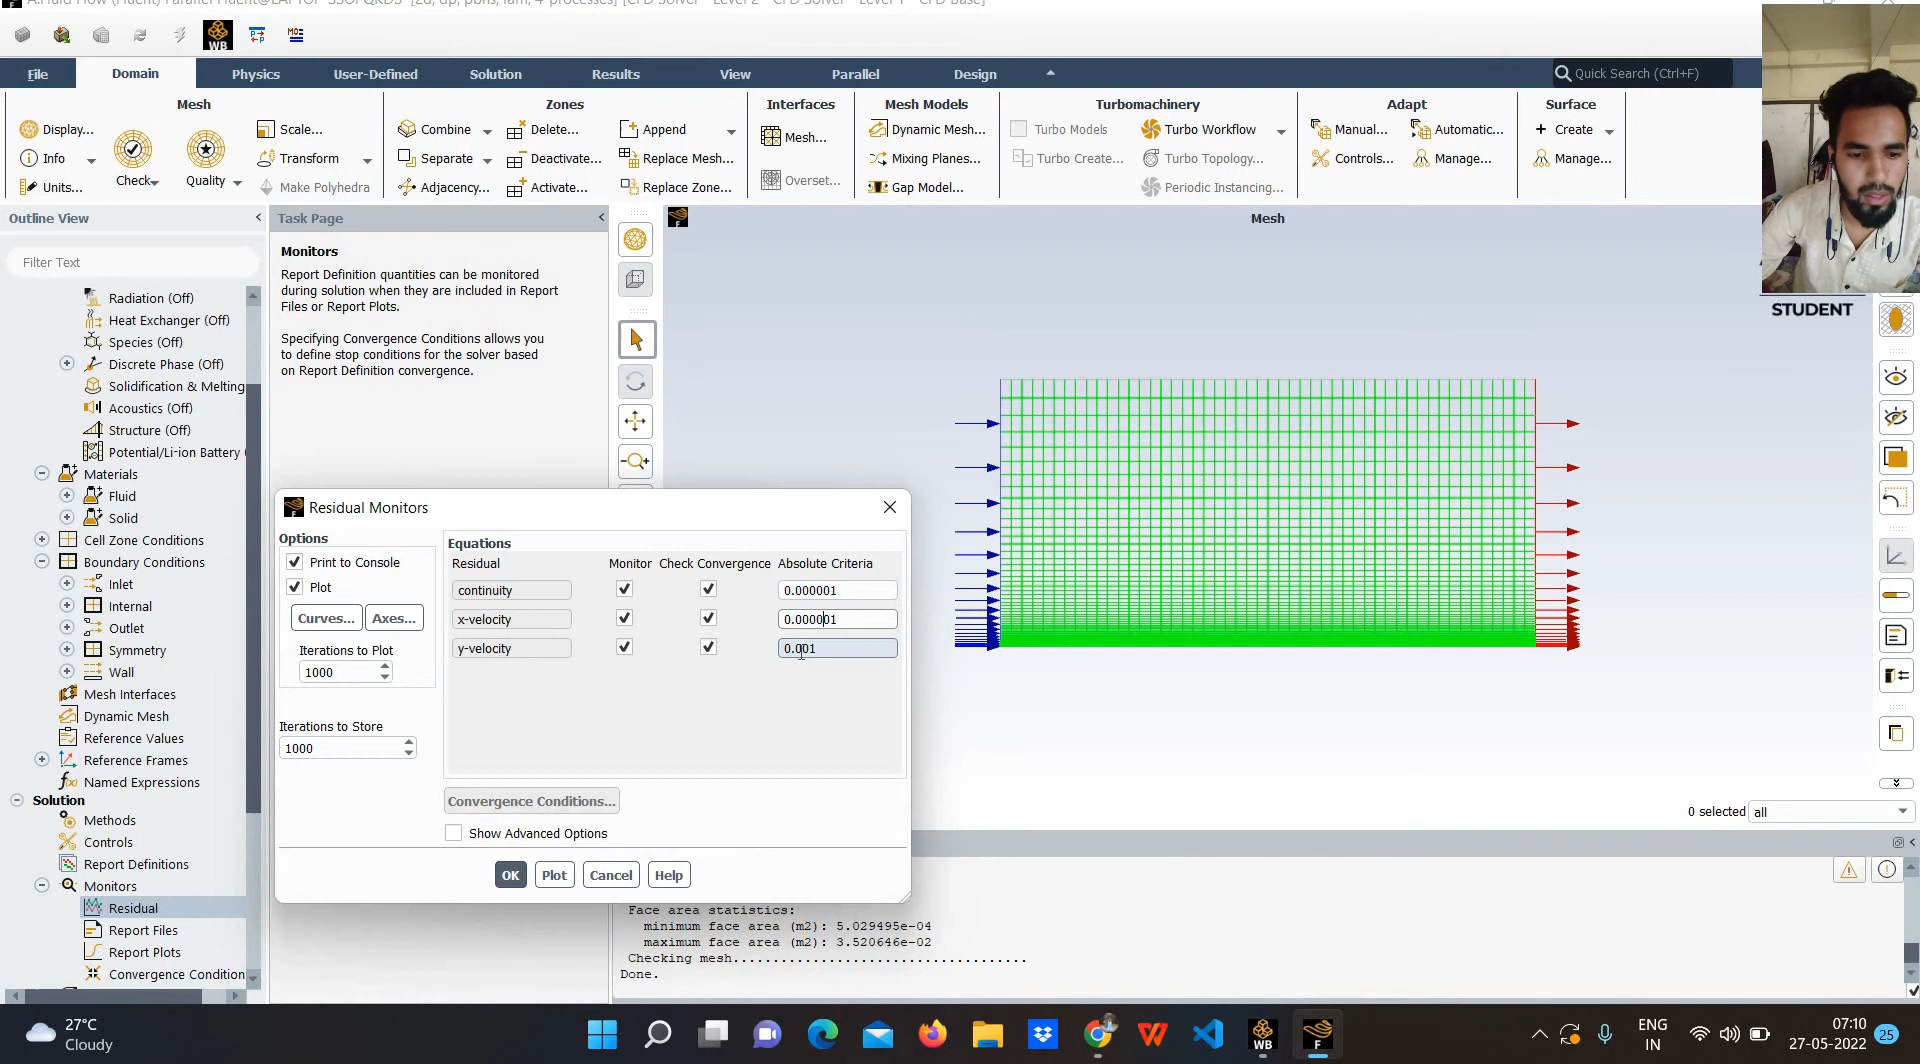 File
Domain
Physics
User-Defined
Solution
Results
View
Parallel
Design
Quick Search (Ctrl+F)
Mesh
Zones
Interfaces
Mesh Models
Turbomachinery
Adapt
Surface
Display...
Info
Units...
Check
Quality
Scale...
Transform
Make Polyhedra
Combine
Separate
Adjacency...
Delete...
Deactivate...
Activate...
Append
Replace Mesh...
Replace Zone...
Mesh...
Overset...
Dynamic Mesh...
Mixing Planes...
Gap Model...
Turbo Models
Turbo Create...
Turbo Workflow
Turbo Topology...
Periodic Instancing...
Manual...
Controls...
Automatic...
Manage...
Create
Manage...
Outline View
Filter Text
Radiation (Off)
Heat Exchanger (Off)
Species (Off)
Discrete Phase (Off)
Solidification & Melting
Acoustics (Off)
Structure (Off)
Potential/Li-ion Battery (
Materials
Fluid
Solid
Cell Zone Conditions
Boundary Conditions
Inlet
Internal
Outlet
Symmetry
Wall
Mesh Interfaces
Dynamic Mesh
Reference Values
Reference Frames
Named Expressions
Solution
Methods
Controls
Report Definitions
Monitors
Residual
Report Files
Report Plots
Convergence Condition
Task Page
Monitors
Report Definition quantities can be monitored
during solution when they are included in Report
Files or Report Plots.
Specifying Convergence Conditions allows you
to define stop conditions for the solver based
on Report Definition convergence.
Mesh
STUDENT
Residual Monitors
Options
Print to Console
Plot
Curves...
Axes...
Iterations to Plot
1000
Iterations to Store
1000
Equations
Residual Monitor Check Convergence Absolute Criteria
continuity 0.000001
x-velocity 0.000001
y-velocity 0.001
Convergence Conditions...
Show Advanced Options
OK
Plot
Cancel
Help
0 selected all
Face area statistics:
minimum face area (m2): 5.029495e-04
maximum face area (m2): 3.520646e-02
Checking mesh.....................................
Done.
27°C
Cloudy
WB
ENG
IN
07:10
27-05-2022
25